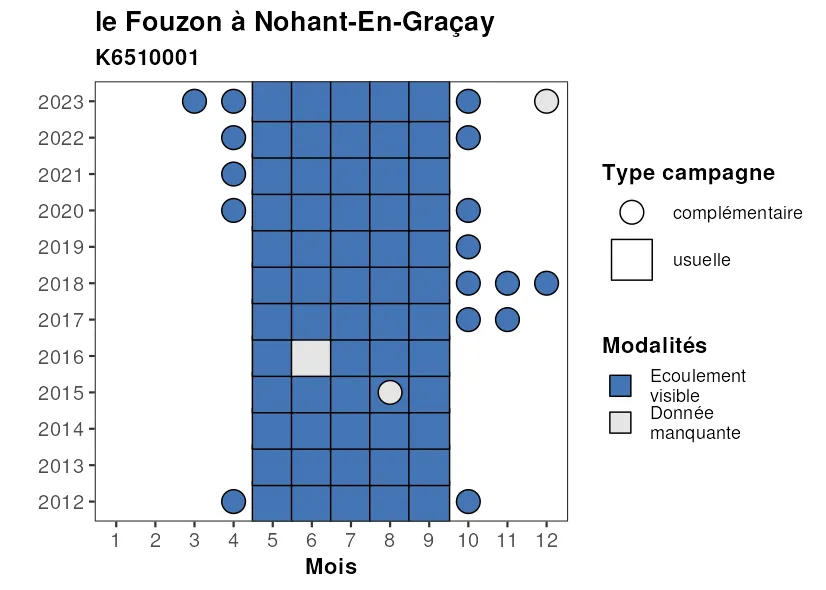 le Fouzon à Nohant-En-Graçay
K6510001
2023
2022
2021
2020
2019
2018
2017
2016
2015
2014
2013
2012
1 2 3 4 5 6 7 8 9 10 11 12
Mois
Type campagne
complémentaire
usuelle
Modalités
Ecoulement
visible
Donnée
manquante